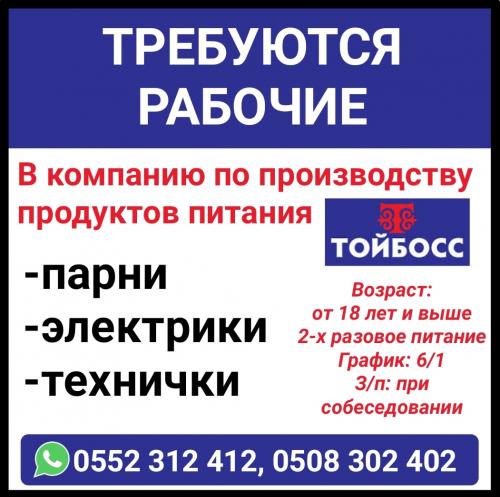 ТРЕБУЮТСЯ
РАБОЧИЕ
В компанию по производству
продуктов питания
ТОЙБОСС
-парни
-электрики
-технички
Возраст:
от 18 лет и выше
2-х разовое питание
График: 6/1
З/п: при
собеседовании
0552 312 412, 0508 302 402